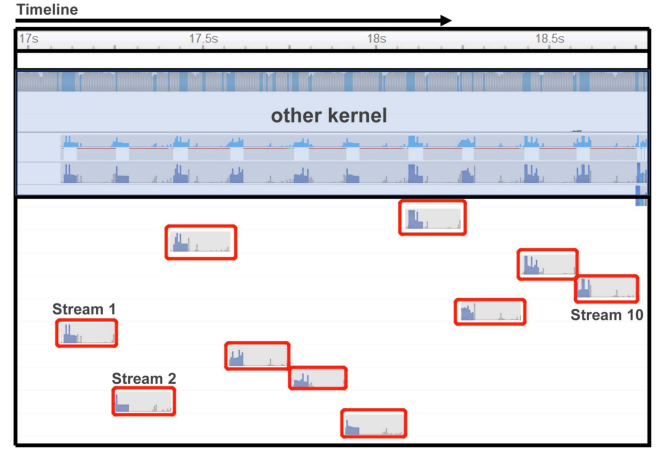 Timeline
17s 17.5s 18s 18.5s
other kernel
Stream 1
Stream 10
Stream 2